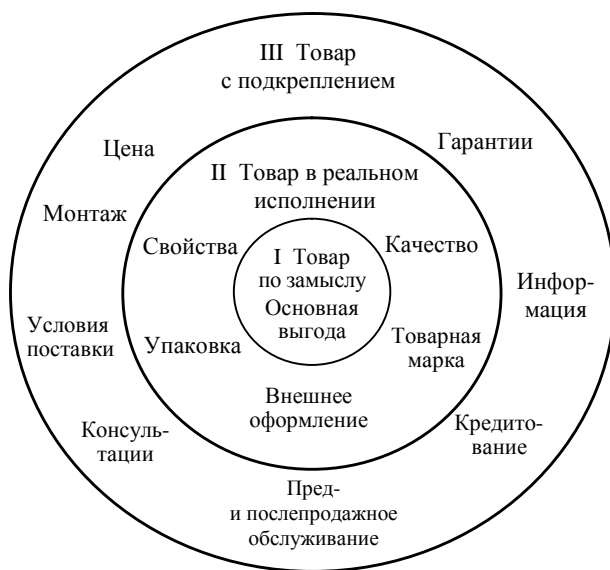 III Товар
с подкреплением
Цена
Гарантии
II Товар в реальном
исполнении
Монтаж
Свойства
Качество
I Товар
по замыслу
Основная
выгода
Инфор-
мация
Условия
поставки
Упаковка
Товарная
марка
Внешнее
оформление
Консуль-
тации
Кредито-
вание
Пред-
и послепродажное
обслуживание